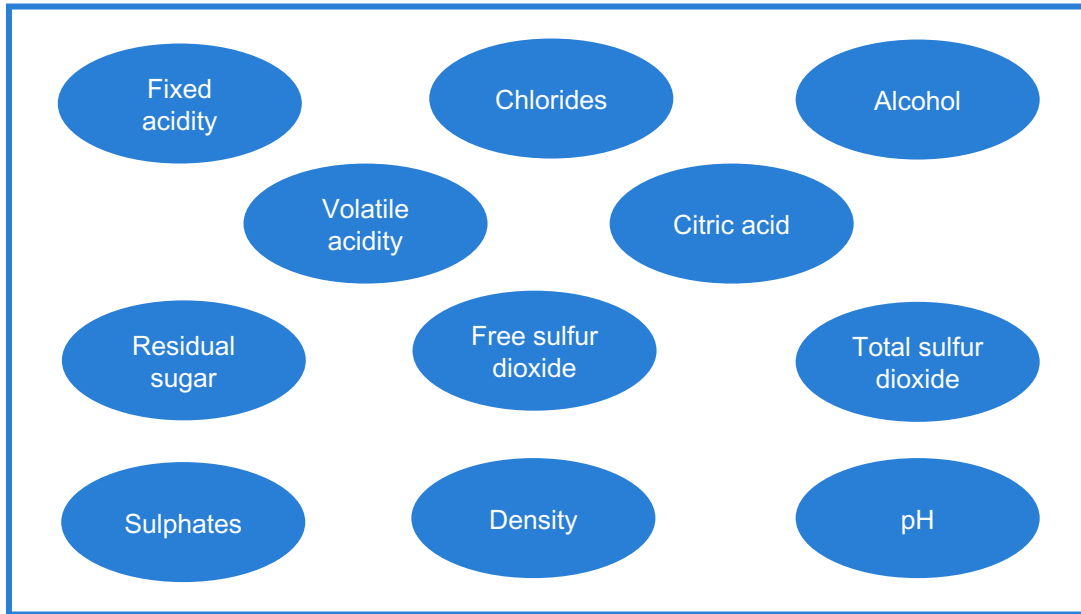 Fixed
acidity
Chlorides
Alcohol
Volatile
acidity
Citric acid
Residual
sugar
Free sulfur
dioxide
Total sulfur
dioxide
Sulphates
Density
pH